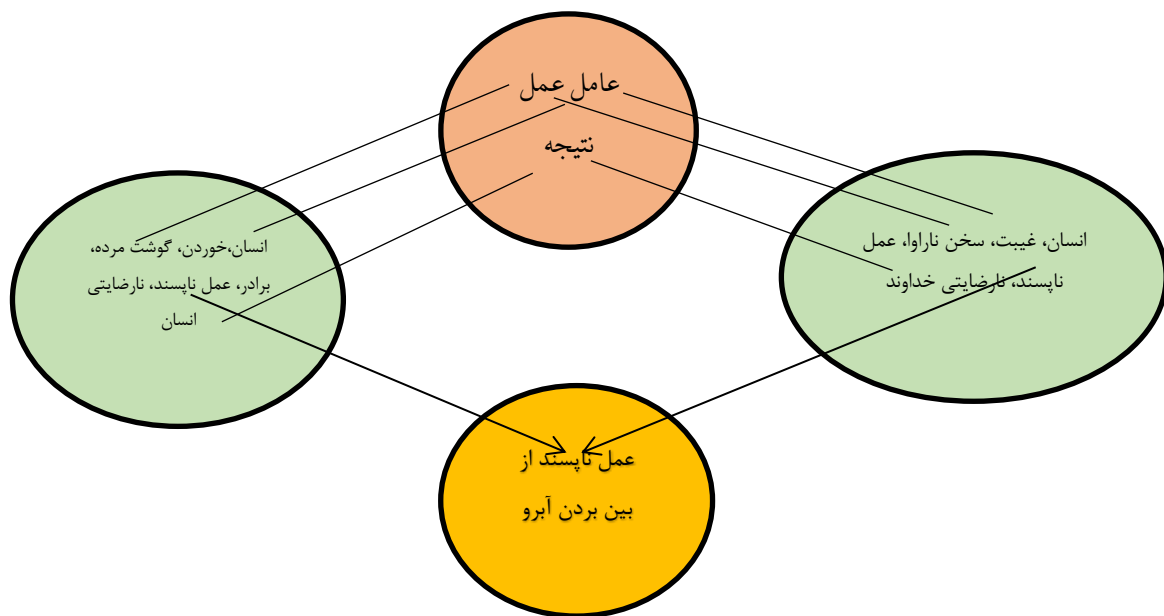 عامل عمل
نتیجه
انسان، غیبت، سخن ناراوا، عمل
ناپسند، نارضایتی خداوند
انسان،خوردن، گوشت مرده،
برادر، عمل ناپسند، نارضایتی
انسان
عمل ناپسند از
بین بردن آبرو